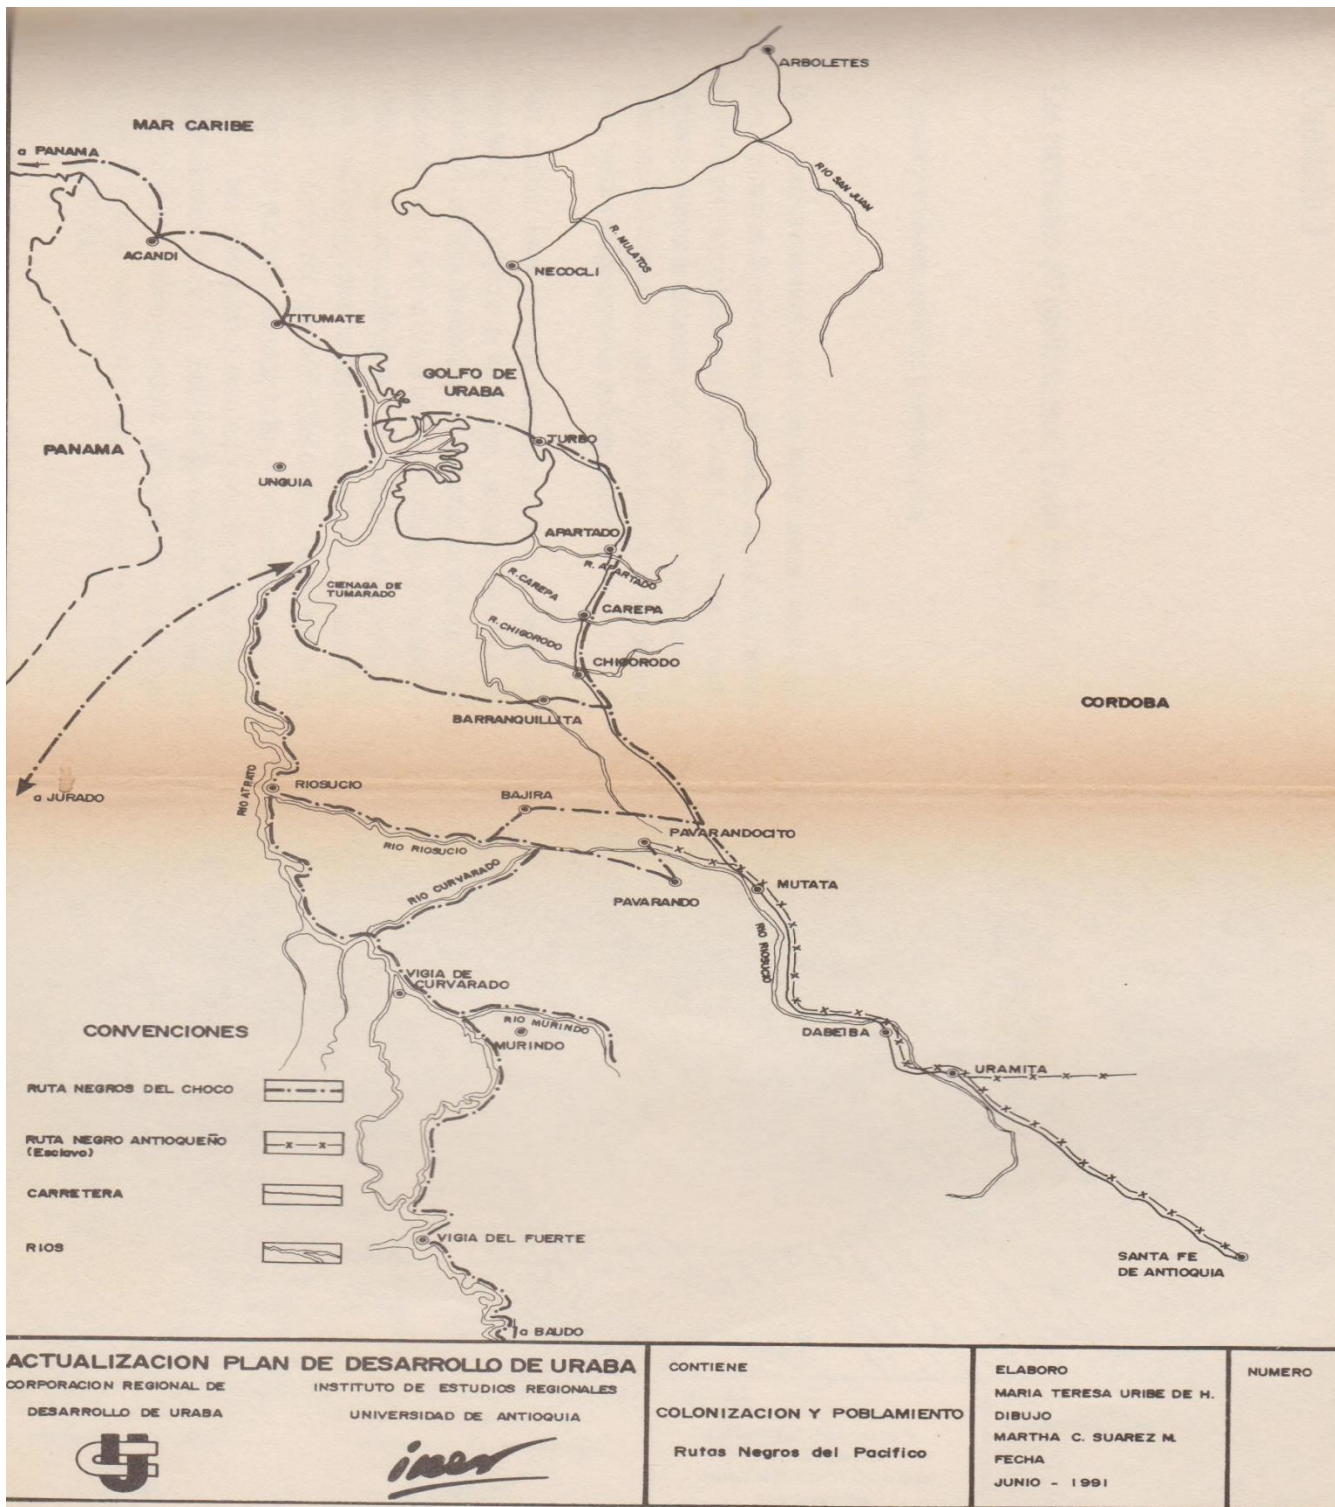 ARBOLETES
MAR CARIBE
a PANAMA
RIO SAN JUAN
ACANDI
R. MULATOS
NECOCLI
TITUMATE
GOLFO DE
URABA
TURBO
PANAMA
UNGUIA
APARTADO
R. APARTADO
CIENAGA DE
TUMARADO
R. CAREPA
CAREPA
R. CHIGORODO
CHIGORODO
CORDOBA
BARRANQUILLITA
RIO ATRATO
RIOSUCIO
a JURADO
BAJIRA
PAVARANDOCITO
RIO RIOSUCIO
RIO CURVARADO
MUTATA
PAVARANDO
RIO RIOSUCIO
VIGIA DE
CURVARADO
RIO MURINDO
MURINDO
DABEIBA
URAMITA
CONVENCIONES
RUTA NEGROS DEL CHOCO
RUTA NEGRO ANTIOQUEÑO
(Esclavo)
CARRETERA
RIOS
VIGIA DEL FUERTE
SANTA FE
DE ANTIOQUIA
a BAUDO
ACTUALIZACION PLAN DE DESARROLLO DE URABA
CORPORACION REGIONAL DE
DESARROLLO DE URABA
INSTITUTO DE ESTUDIOS REGIONALES
UNIVERSIDAD DE ANTIOQUIA
iner
CONTIENE
COLONIZACION Y POBLAMIENTO
Rutas Negros del Pacifico
ELABORO
MARIA TERESA URIBE DE H.
DIBUJO
MARTHA C. SUAREZ M.
FECHA
JUNIO - 1991
NUMERO